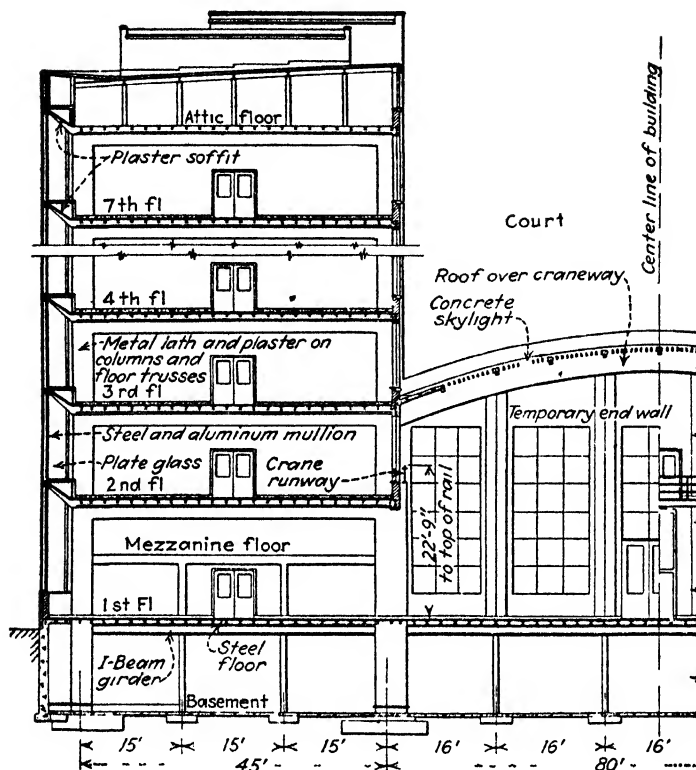 Attic floor
Plaster soffit
7th fl
Court
Center line of building
4th fl
Roof over craneway
Concrete
skylight
Metal lath and plaster on
columns and
floor trusses
3rd fl
Temporary end wall
Steel and aluminum mullion
Plate glass
2nd fl
Crane
runway
22'-9"
to top of rail
Mezzanine floor
1st Fl
Steel
floor
I-Beam
girder
Basement
15' 15' 15' 16' 16' 16'
45' 80'